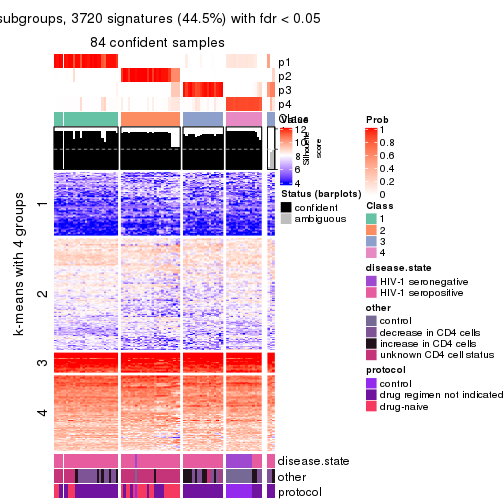 subgroups, 3720 signatures (44.5%) with fdr < 0.05
84 confident samples
p1
p2
p3
p4
Class
Value
12
10
8
6
4
Silhouette
score
Status (barplots)
confident
ambiguous
Prob
1
0.8
0.6
0.4
0.2
0
Class
1
2
3
4
disease.state
HIV-1 seronegative
HIV-1 seropositive
other
control
decrease in CD4 cells
increase in CD4 cells
unknown CD4 cell status
protocol
control
drug regimen not indicated
drug-naive
k-means with 4 groups
1
2
3
4
disease.state
other
protocol